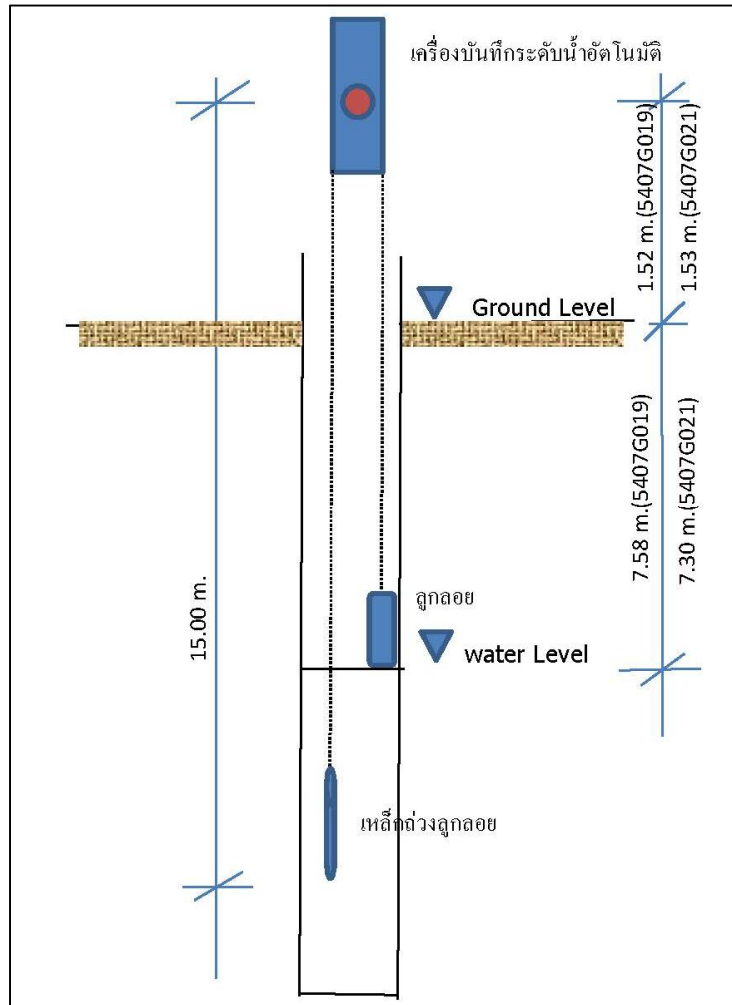 เครื่องบันทึกระดับน้ำอัตโนมัติ
1.52 m.(5407G019)
1.53 m.(5407G021)
Ground Level
7.58 m.(5407G019)
7.30 m.(5407G021)
15.00 m.
ลูกลอย
water Level
เหล็กถ่วงลูกลอย